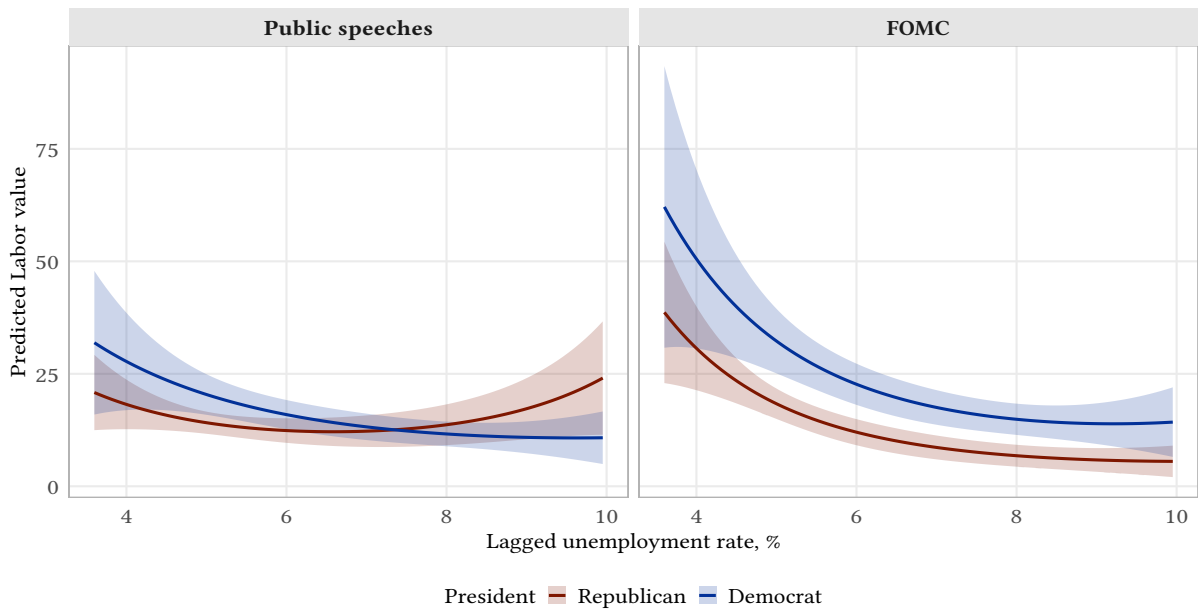 Public speeches
FOMC
Predicted Labor value
75
50
25
0
4 6 8 10
4 6 8 10
Lagged unemployment rate, %
President Republican Democrat